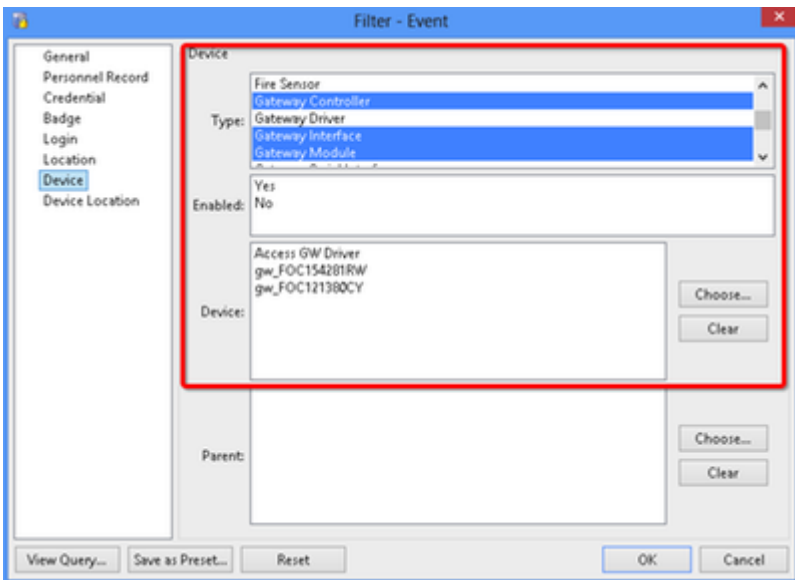 Filter - Event
General
Personnel Record
Credential
Badge
Login
Location
Device
Device Location
Device
Type:
Fire Sensor
Gateway Controller
Gateway Driver
Gateway Interface
Gateway Module
Enabled:
Yes
No
Device:
Access GW Driver
gw_FOC154281RW
gw_FOC121380CY
Choose...
Clear
Parent:
Choose...
Clear
View Query...
Save as Preset...
Reset
OK
Cancel